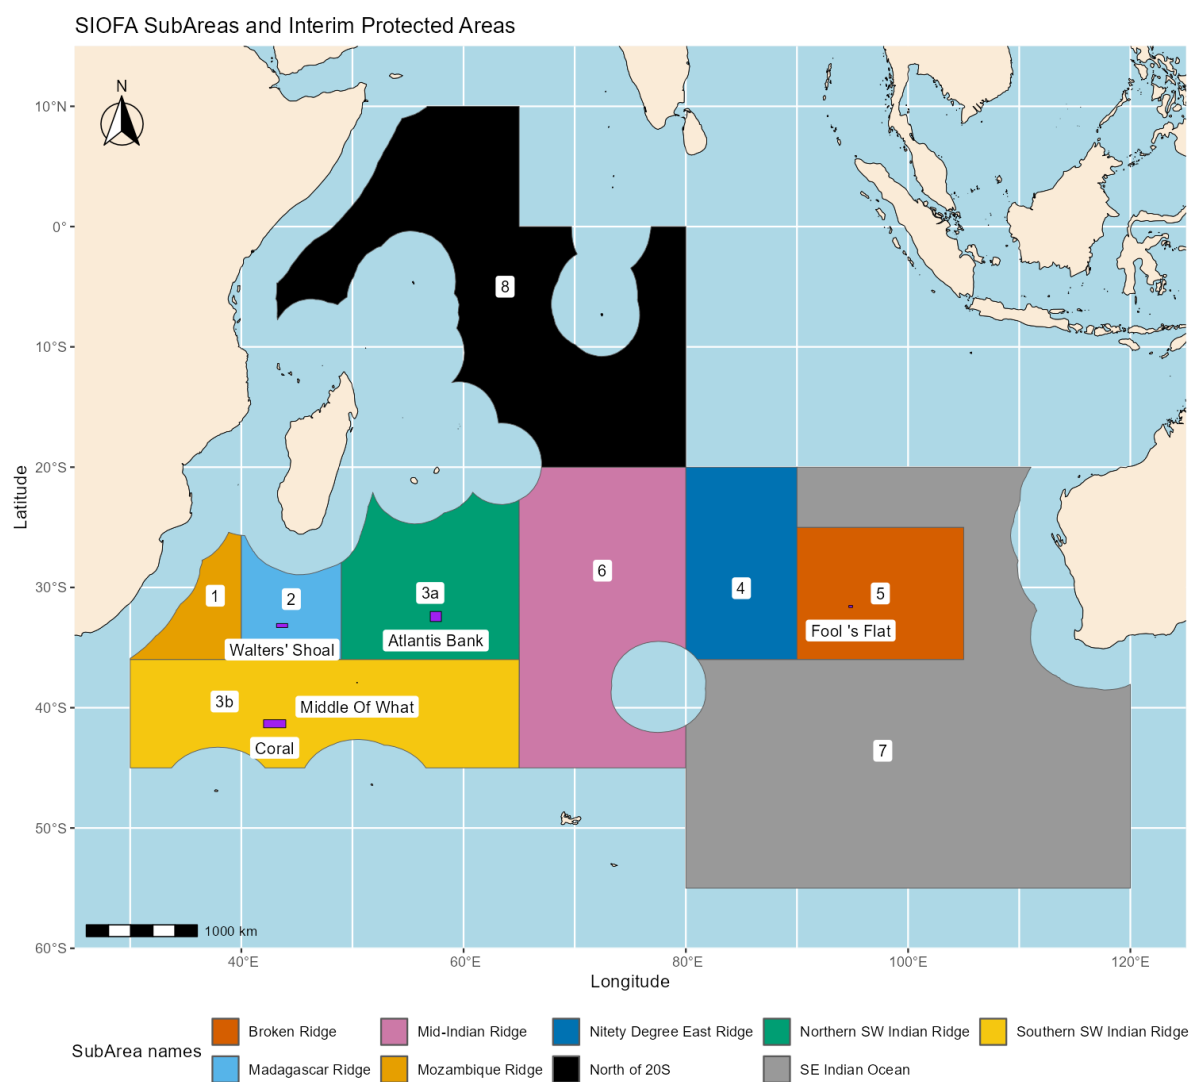 SIOFA SubAreas and Interim Protected Areas
N
10°N
0°
10°S
20°S
30°S
40°S
50°S
60°S
Latitude
8
6
3a
1
2
4
5
Atlantis Bank
Fool 's Flat
Walters' Shoal
3b
Middle Of What
Coral
7
1000 km
40°E
60°E
80°E
100°E
120°E
Longitude
SubArea names
Broken Ridge
Mid-Indian Ridge
Nitety Degree East Ridge
Northern SW Indian Ridge
Southern SW Indian Ridge
Madagascar Ridge
Mozambique Ridge
North of 20S
SE Indian Ocean